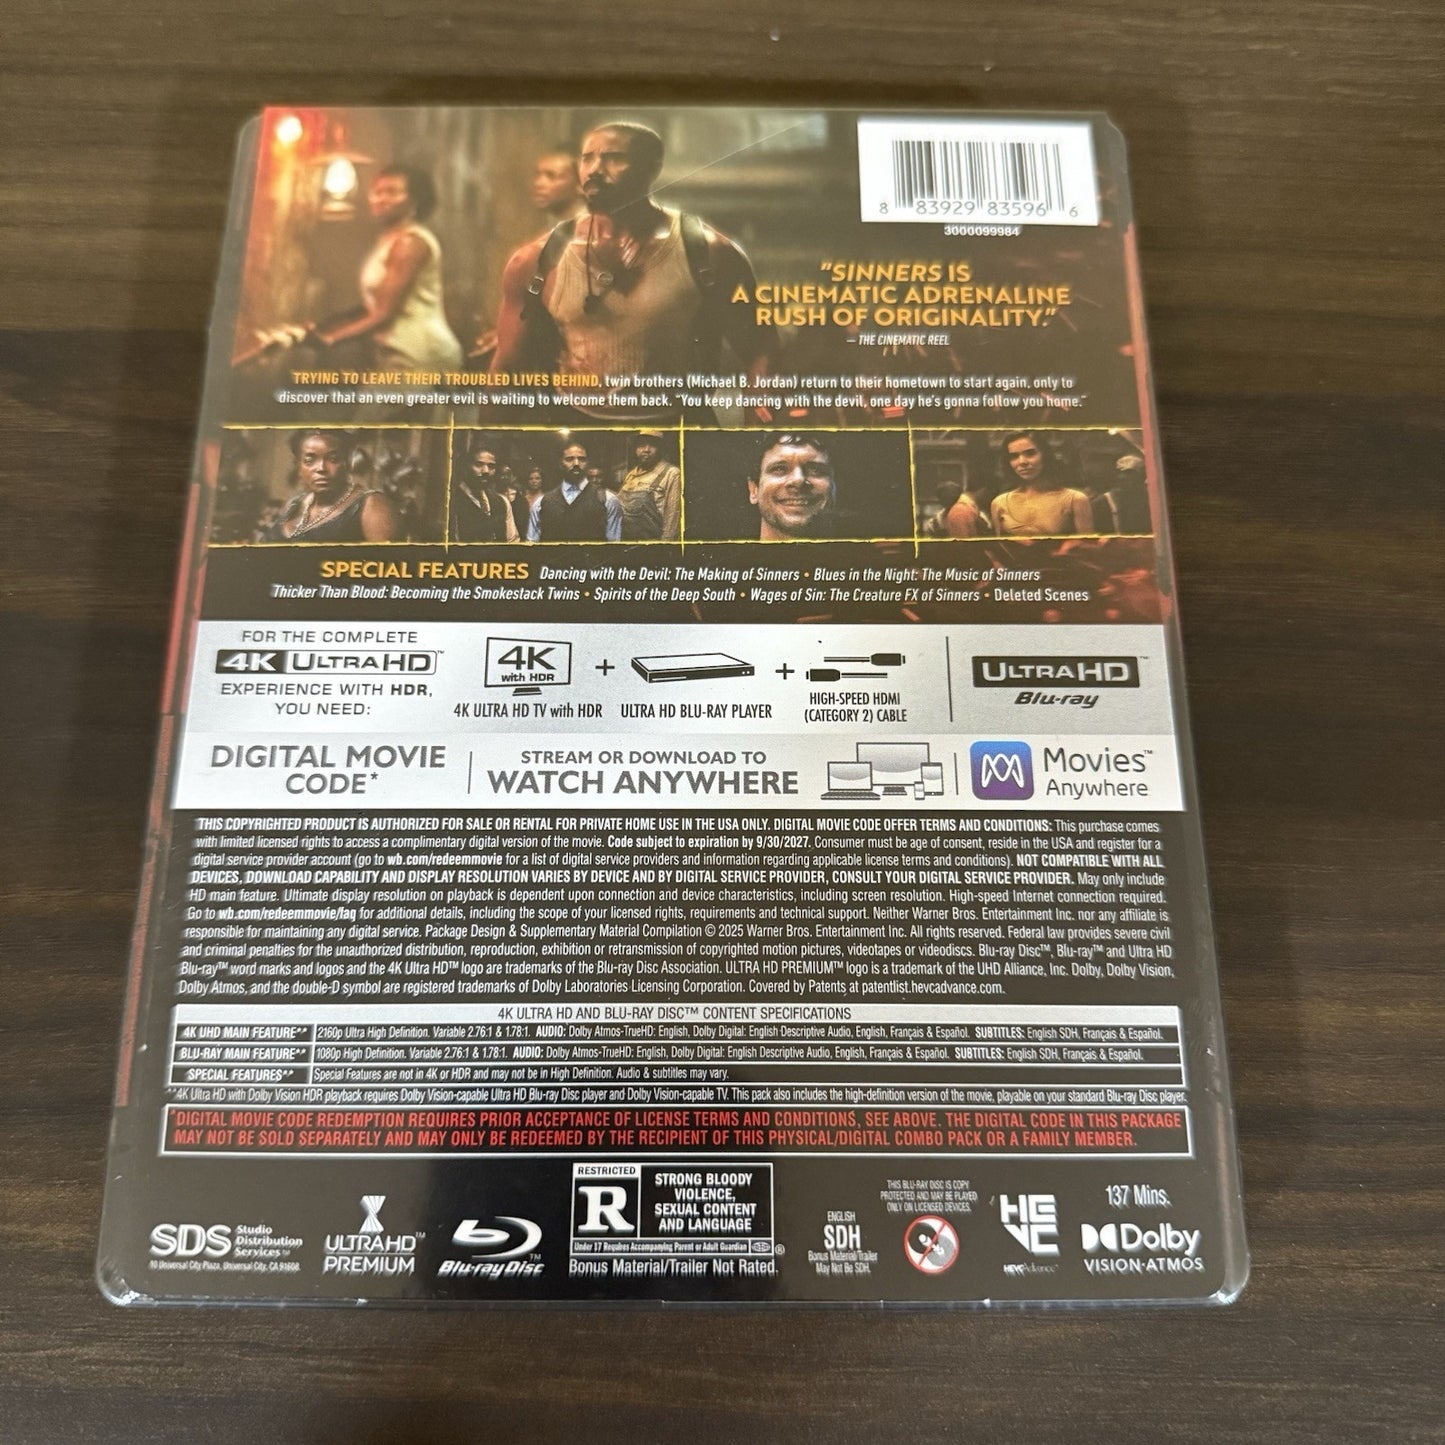 8 83929 83596 6
3000099984
"SINNERS IS
A CINEMATIC ADRENALINE
RUSH OF ORIGINALITY."
— THE CINEMATIC REEL
TRYING TO LEAVE THEIR TROUBLED LIVES BEHIND, twin brothers (Michael B. Jordan) return to their hometown to start again, only to
discover that an even greater evil is waiting to welcome them back. "You keep dancing with the devil, one day he's gonna follow you home."
SPECIAL FEATURES Dancing with the Devil: The Making of Sinners • Blues in the Night: The Music of Sinners
Thicker Than Blood: Becoming the Smokestack Twins • Spirits of the Deep South • Wages of Sin: The Creature FX of Sinners • Deleted Scenes
FOR THE COMPLETE
4K ULTRA HD™
EXPERIENCE WITH HDR,
YOU NEED:
4K
with HDR
4K ULTRA HD TV with HDR
+
ULTRA HD BLU-RAY PLAYER
+
HIGH-SPEED HDMI
(CATEGORY 2) CABLE
ULTRA HD™
Blu-ray
DIGITAL MOVIE
CODE*
STREAM OR DOWNLOAD TO
WATCH ANYWHERE
Movies™
Anywhere
THIS COPYRIGHTED PRODUCT IS AUTHORIZED FOR SALE OR RENTAL FOR PRIVATE HOME USE IN THE USA ONLY. DIGITAL MOVIE CODE OFFER TERMS AND CONDITIONS: This purchase comes
with limited licensed rights to access a complimentary digital version of the movie. Code subject to expiration by 9/30/2027. Consumer must be age of consent, reside in the USA and register for a
digital service provider account (go to wb.com/redeemmovie for a list of digital service providers and information regarding applicable license terms and conditions). NOT COMPATIBLE WITH ALL
DEVICES, DOWNLOAD CAPABILITY AND DISPLAY RESOLUTION VARIES BY DEVICE AND BY DIGITAL SERVICE PROVIDER, CONSULT YOUR DIGITAL SERVICE PROVIDER. May only include
HD main feature. Ultimate display resolution on playback is dependent upon connection and device characteristics, including screen resolution. High-speed Internet connection required.
Go to wb.com/redeemmovie/faq for additional details, including the scope of your licensed rights, requirements and technical support. Neither Warner Bros. Entertainment Inc. nor any affiliate is
responsible for maintaining any digital service. Package Design & Supplementary Material Compilation © 2025 Warner Bros. Entertainment Inc. All rights reserved. Federal law provides severe civil
and criminal penalties for the unauthorized distribution, reproduction, exhibition or retransmission of copyrighted motion pictures, videotapes or videodiscs. Blu-ray Disc™, Blu-ray™ and Ultra HD
Blu-ray™ word marks and logos and the 4K Ultra HD™ logo are trademarks of the Blu-ray Disc Association. ULTRA HD PREMIUM™ logo is a trademark of the UHD Alliance, Inc. Dolby, Dolby Vision,
Dolby Atmos, and the double-D symbol are registered trademarks of Dolby Laboratories Licensing Corporation. Covered by Patents at patentlist.hevcadvance.com.
4K ULTRA HD AND BLU-RAY DISC™ CONTENT SPECIFICATIONS
4K UHD MAIN FEATURE** 2160p Ultra High Definition. Variable 2.76:1 & 1.78:1. AUDIO: Dolby Atmos-TrueHD: English, Dolby Digital: English Descriptive Audio, English, Français & Español. SUBTITLES: English SDH, Français & Español.
BLU-RAY MAIN FEATURE** 1080p High Definition. Variable 2.76:1 & 1.78:1. AUDIO: Dolby Atmos-TrueHD: English, Dolby Digital: English Descriptive Audio, English, Français & Español. SUBTITLES: English SDH, Français & Español.
SPECIAL FEATURES** Special Features are not in 4K or HDR and may not be in High Definition. Audio & subtitles may vary.
**4K Ultra HD with Dolby Vision HDR playback requires Dolby Vision-capable Ultra HD Blu-ray Disc player and Dolby Vision-capable TV. This pack also includes the high-definition version of the movie, playable on your standard Blu-ray Disc player.
*DIGITAL MOVIE CODE REDEMPTION REQUIRES PRIOR ACCEPTANCE OF LICENSE TERMS AND CONDITIONS, SEE ABOVE. THE DIGITAL CODE IN THIS PACKAGE
MAY NOT BE SOLD SEPARATELY AND MAY ONLY BE REDEEMED BY THE RECIPIENT OF THIS PHYSICAL/DIGITAL COMBO PACK OR A FAMILY MEMBER.
SDS Studio
Distribution
Services™
10 Universal City Plaza, Universal City, CA 91608
ULTRA HD™
PREMIUM
Blu-ray Disc™
RESTRICTED
R
STRONG BLOODY
VIOLENCE,
SEXUAL CONTENT
AND LANGUAGE
Under 17 Requires Accompanying Parent or Adult Guardian ®
Bonus Material/Trailer Not Rated.
ENGLISH
SDH
Bonus Material/Trailer
May Not Be SDH.
THIS BLU-RAY DISC IS COPY
PROTECTED AND MAY BE PLAYED
ONLY ON LICENSED DEVICES.
HEVC
HEVC Advance™
137 Mins.
Dolby
VISION·ATMOS